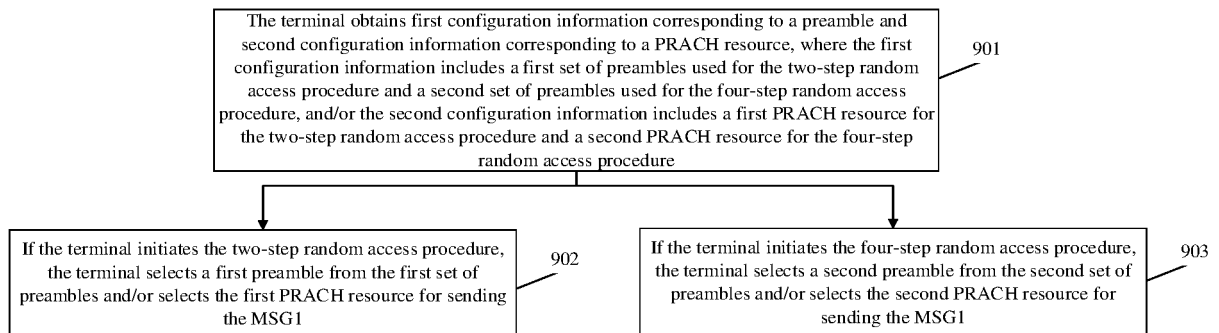 The terminal obtains first configuration information corresponding to a preamble and
second configuration information corresponding to a PRACH resource, where the first
configuration information includes a first set of preambles used for the two-step random
access procedure and a second set of preambles used for the four-step random access
procedure, and/or the second configuration information includes a first PRACH resource for
the two-step random access procedure and a second PRACH resource for the four-step
random access procedure
901
If the terminal initiates the two-step random access procedure,
the terminal selects a first preamble from the first set of
preambles and/or selects the first PRACH resource for sending
the MSG1
902
If the terminal initiates the four-step random access procedure,
the terminal selects a second preamble from the second set of
preambles and/or selects the second PRACH resource for
sending the MSG1
903